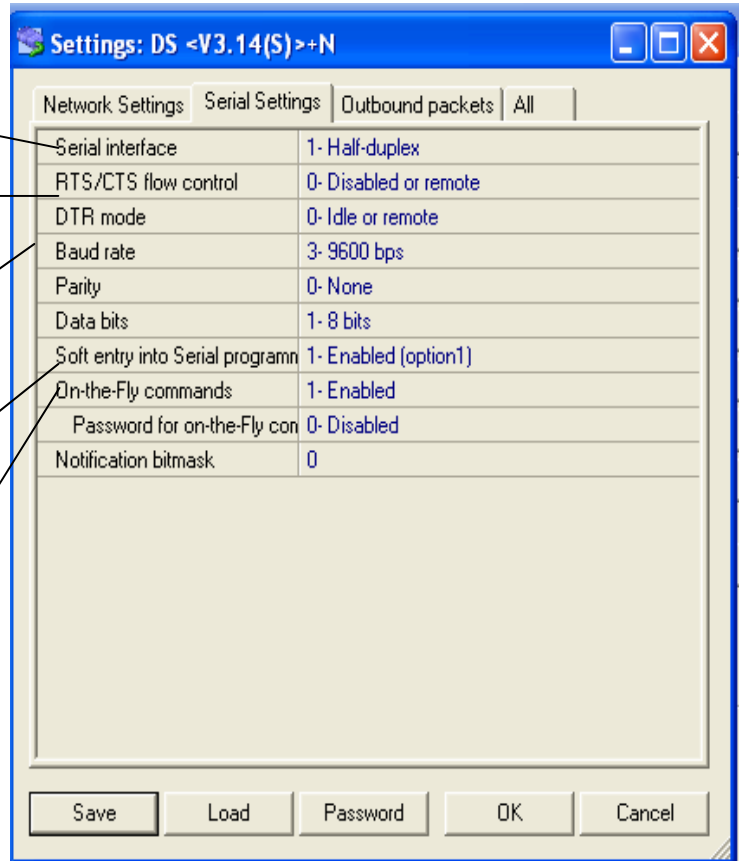 Settings: DS <V3.14(S)>+N
Network Settings Serial Settings Outbound packets All
Serial interface 1- Half-duplex
RTS/CTS flow control 0- Disabled or remote
DTR mode 0- Idle or remote
Baud rate 3- 9600 bps
Parity 0- None
Data bits 1- 8 bits
Soft entry into Serial programn 1- Enabled (option1)
On-the-Fly commands 1- Enabled
Password for on-the-Fly con 0- Disabled
Notification bitmask 0
Save Load Password OK Cancel